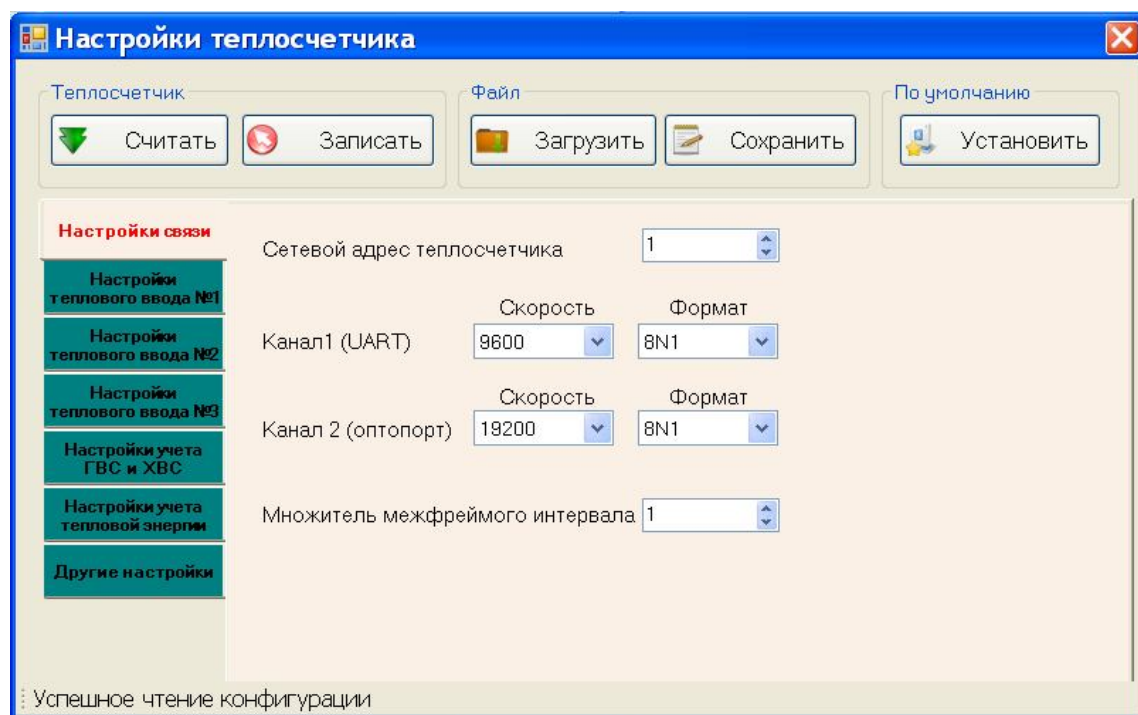 Настройки теплосчетчика
Теплосчетчик
Файл
По умолчанию
Считать
Записать
Загрузить
Сохранить
Установить
Настройки связи
Настройки
теплового ввода №1
Настройки
теплового ввода №2
Настройки
теплового ввода №3
Настройки учета
ГВС и ХВС
Настройки учета
тепловой энергии
Другие настройки
Сетевой адрес теплосчетчика 1
Скорость Формат
Канал1 (UART) 9600 8N1
Скорость Формат
Канал 2 (оптопорт) 19200 8N1
Множитель межфреймого интервала 1
Успешное чтение конфигурации